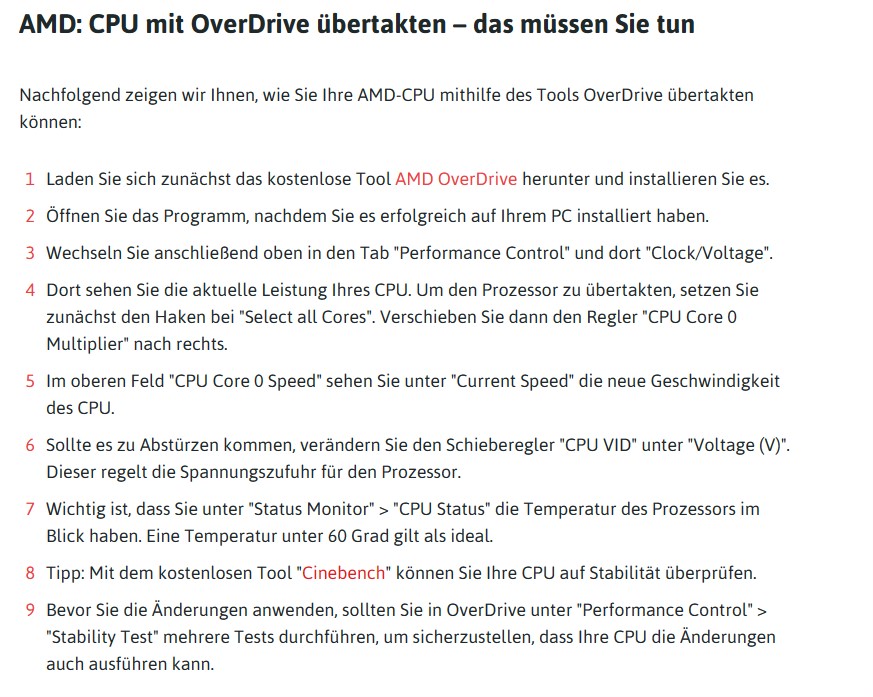 AMD: CPU mit OverDrive übertakten – das müssen Sie tun
Nachfolgend zeigen wir Ihnen, wie Sie Ihre AMD-CPU mithilfe des Tools OverDrive übertakten
können:
1 Laden Sie sich zunächst das kostenlose Tool AMD OverDrive herunter und installieren Sie es.
2 Öffnen Sie das Programm, nachdem Sie es erfolgreich auf Ihrem PC installiert haben.
3 Wechseln Sie anschließend oben in den Tab "Performance Control" und dort "Clock/Voltage".
4 Dort sehen Sie die aktuelle Leistung Ihres CPU. Um den Prozessor zu übertakten, setzen Sie
zunächst den Haken bei "Select all Cores". Verschieben Sie dann den Regler "CPU Core 0
Multiplier" nach rechts.
5 Im oberen Feld "CPU Core 0 Speed" sehen Sie unter "Current Speed" die neue Geschwindigkeit
des CPU.
6 Sollte es zu Abstürzen kommen, verändern Sie den Schieberegler "CPU VID" unter "Voltage (V)".
Dieser regelt die Spannungszufuhr für den Prozessor.
7 Wichtig ist, dass Sie unter "Status Monitor" > "CPU Status" die Temperatur des Prozessors im
Blick haben. Eine Temperatur unter 60 Grad gilt als ideal.
8 Tipp: Mit dem kostenlosen Tool "Cinebench" können Sie Ihre CPU auf Stabilität überprüfen.
9 Bevor Sie die Änderungen anwenden, sollten Sie in OverDrive unter "Performance Control" >
"Stability Test" mehrere Tests durchführen, um sicherzustellen, dass Ihre CPU die Änderungen
auch ausführen kann.